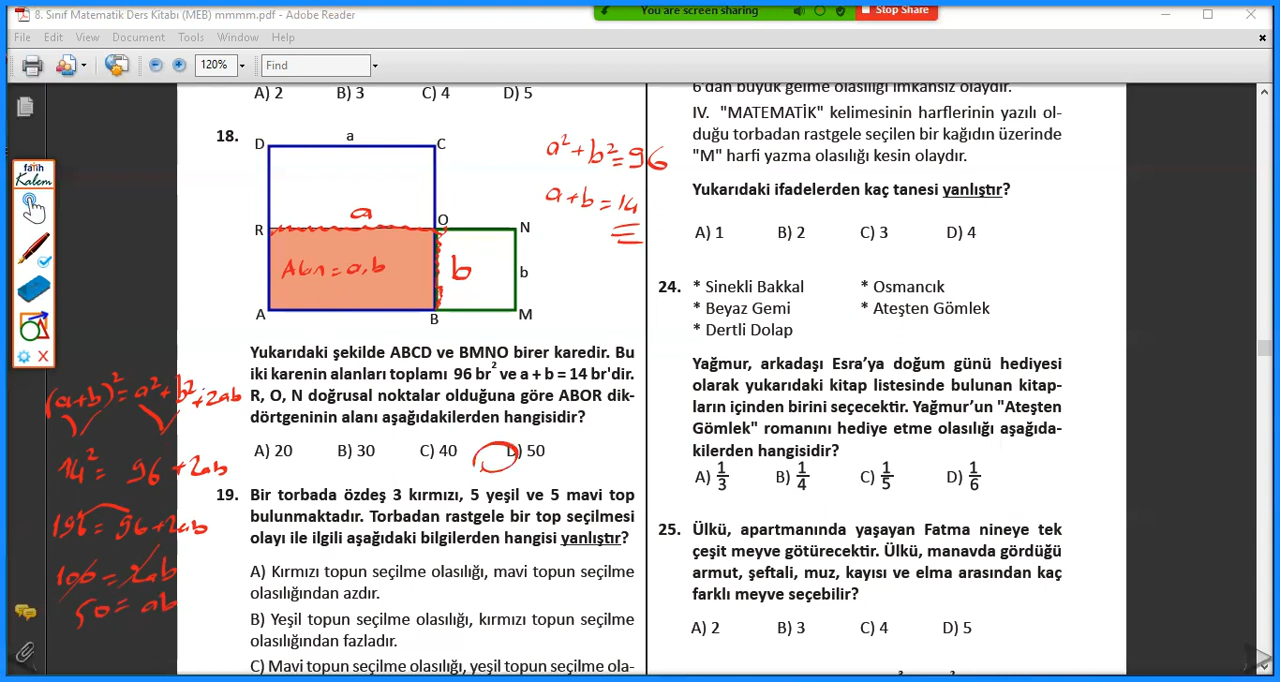 8. Sınıf Matematik Ders Kitabı (MEB) mmmm.pdf - Adobe Reader
You are screen sharing
Stop Share
File Edit View Document Tools Window Help
120%
Find
A) 2 B) 3 C) 4 D) 5
18.
D a C
R a O N
Alan = a.b
b
b
A B M
a² + b² = 96
a + b = 14
fatih
Kalem
Yukarıdaki şekilde ABCD ve BMNO birer karedir. Bu
iki karenin alanları toplamı 96 br² ve a + b = 14 br'dir.
R, O, N doğrusal noktalar olduğuna göre ABOR dik-
dörtgeninin alanı aşağıdakilerden hangisidir?
A) 20 B) 30 C) 40 D) 50
(a+b)² = a² + b² + 2ab
14² = 96 + 2ab
196 = 96 + 2ab
100 = 2ab
50 = ab
19. Bir torbada özdeş 3 kırmızı, 5 yeşil ve 5 mavi top
bulunmaktadır. Torbadan rastgele bir top seçilmesi
olayı ile ilgili aşağıdaki bilgilerden hangisi yanlıştır?
A) Kırmızı topun seçilme olasılığı, mavi topun seçilme
olasılığından azdır.
B) Yeşil topun seçilme olasılığı, kırmızı topun seçilme
olasılığından fazladır.
C) Mavi topun seçilme olasılığı, yeşil topun seçilme ola-
6'dan büyük gelme olasılığı imkansız olaydır.
IV. "MATEMATİK" kelimesinin harflerinin yazılı ol-
duğu torbadan rastgele seçilen bir kağıdın üzerinde
"M" harfi yazma olasılığı kesin olaydır.
Yukarıdaki ifadelerden kaç tanesi yanlıştır?
A) 1 B) 2 C) 3 D) 4
24. * Sinekli Bakkal * Osmancık
* Beyaz Gemi * Ateşten Gömlek
* Dertli Dolap
Yağmur, arkadaşı Esra'ya doğum günü hediyesi
olarak yukarıdaki kitap listesinde bulunan kitap-
ların içinden birini seçecektir. Yağmur'un "Ateşten
Gömlek" romanını hediye etme olasılığı aşağıda-
kilerden hangisidir?
A) 1/3 B) 1/4 C) 1/5 D) 1/6
25. Ülkü, apartmanında yaşayan Fatma nineye tek
çeşit meyve götürecektir. Ülkü, manavda gördüğü
armut, şeftali, muz, kayısı ve elma arasından kaç
farklı meyve seçebilir?
A) 2 B) 3 C) 4 D) 5